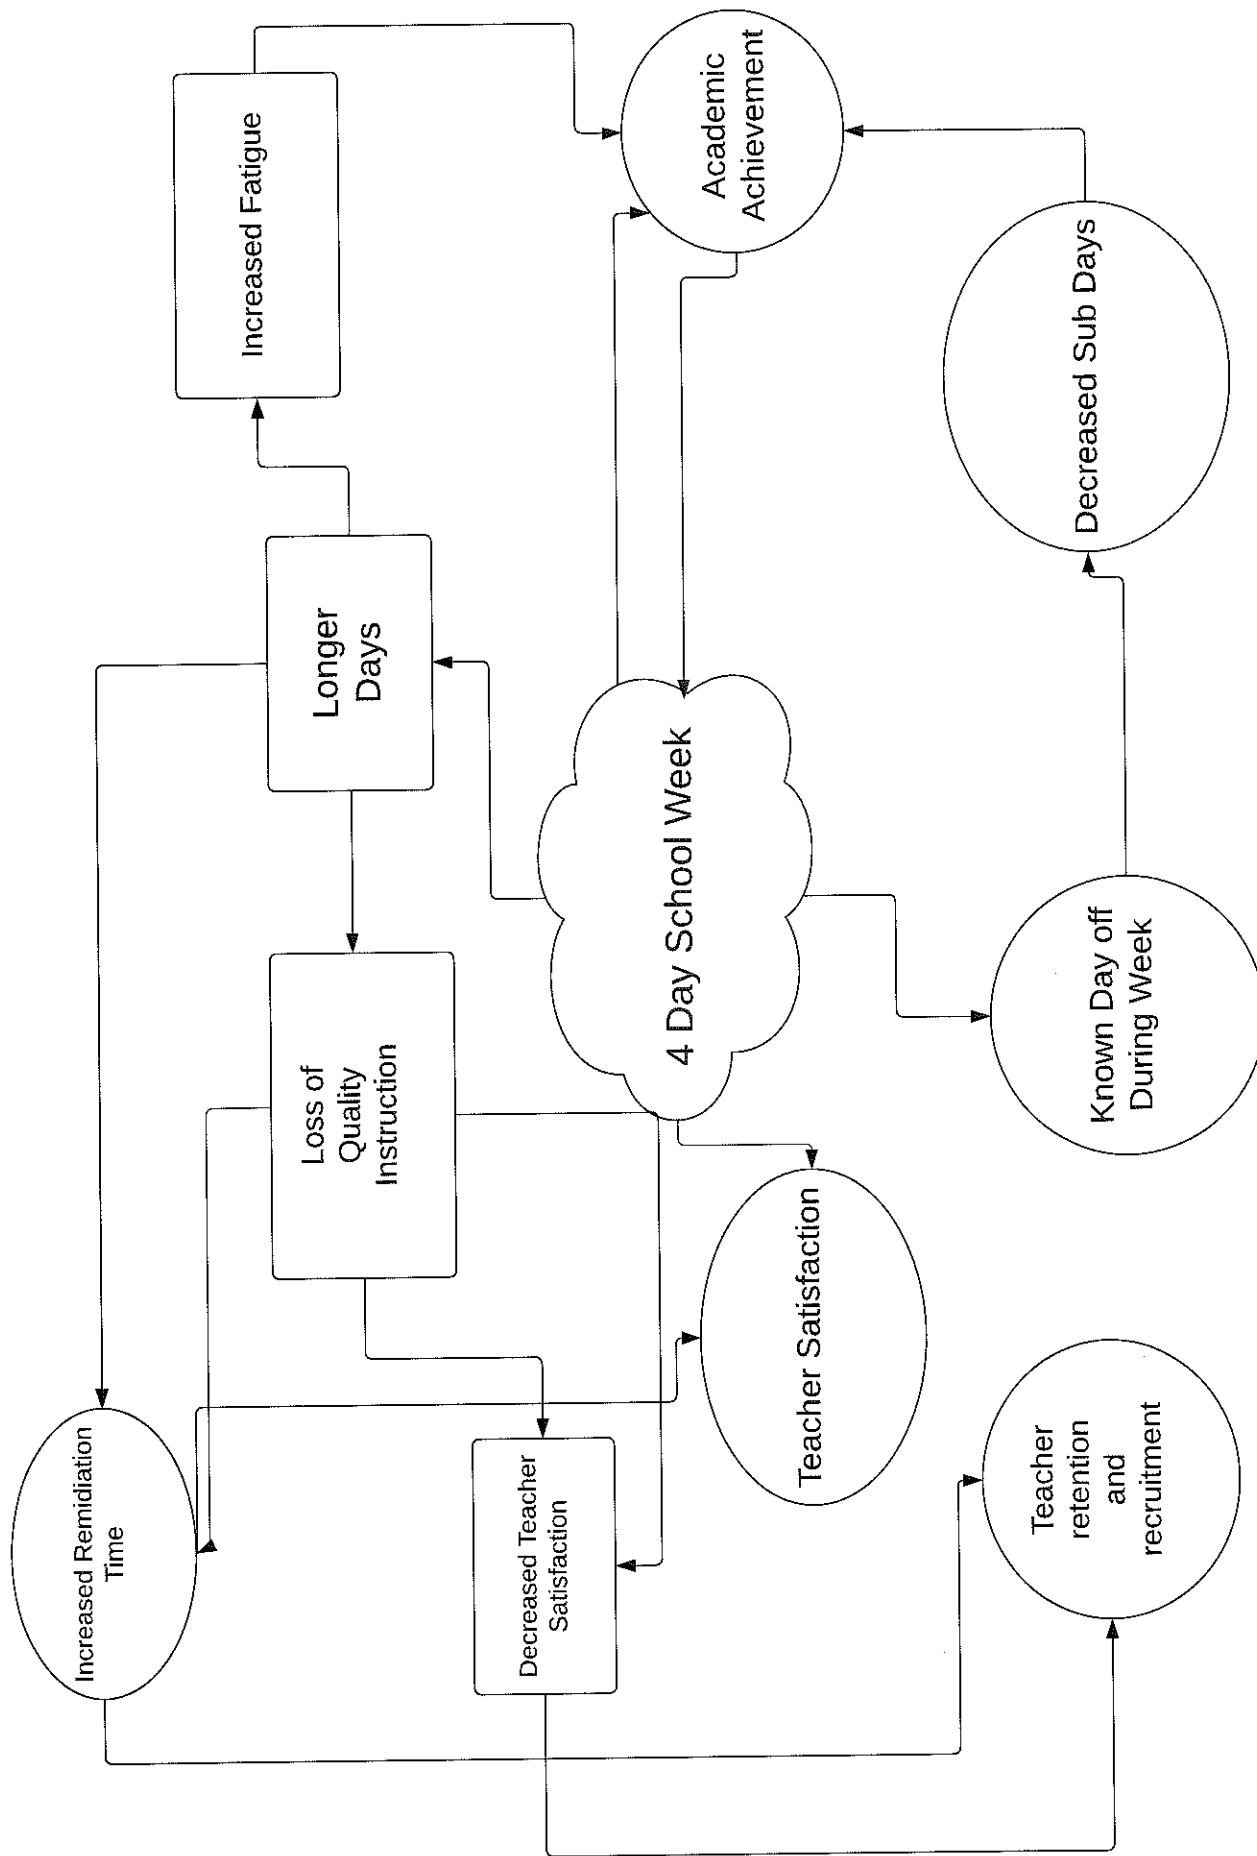 Increased Remidiation
Time
Loss of
Quality
Instruction
Longer
Days
Increased Fatigue
Decreased Teacher
Satisfaction
4 Day School Week
Academic
Achievement
Teacher Satisfaction
Teacher
retention
and
recruitment
Known Day off
During Week
Decreased Sub Days